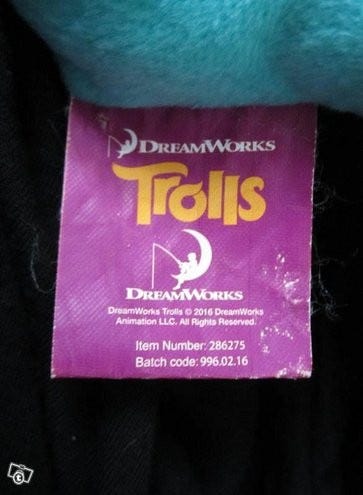 DREAMWORKS
Trolls
DREAMWORKS
DreamWorks Trolls © 2016 DreamWorks
Animation LLC. All Rights Reserved.
Item Number: 286275
Batch code: 996.02.16